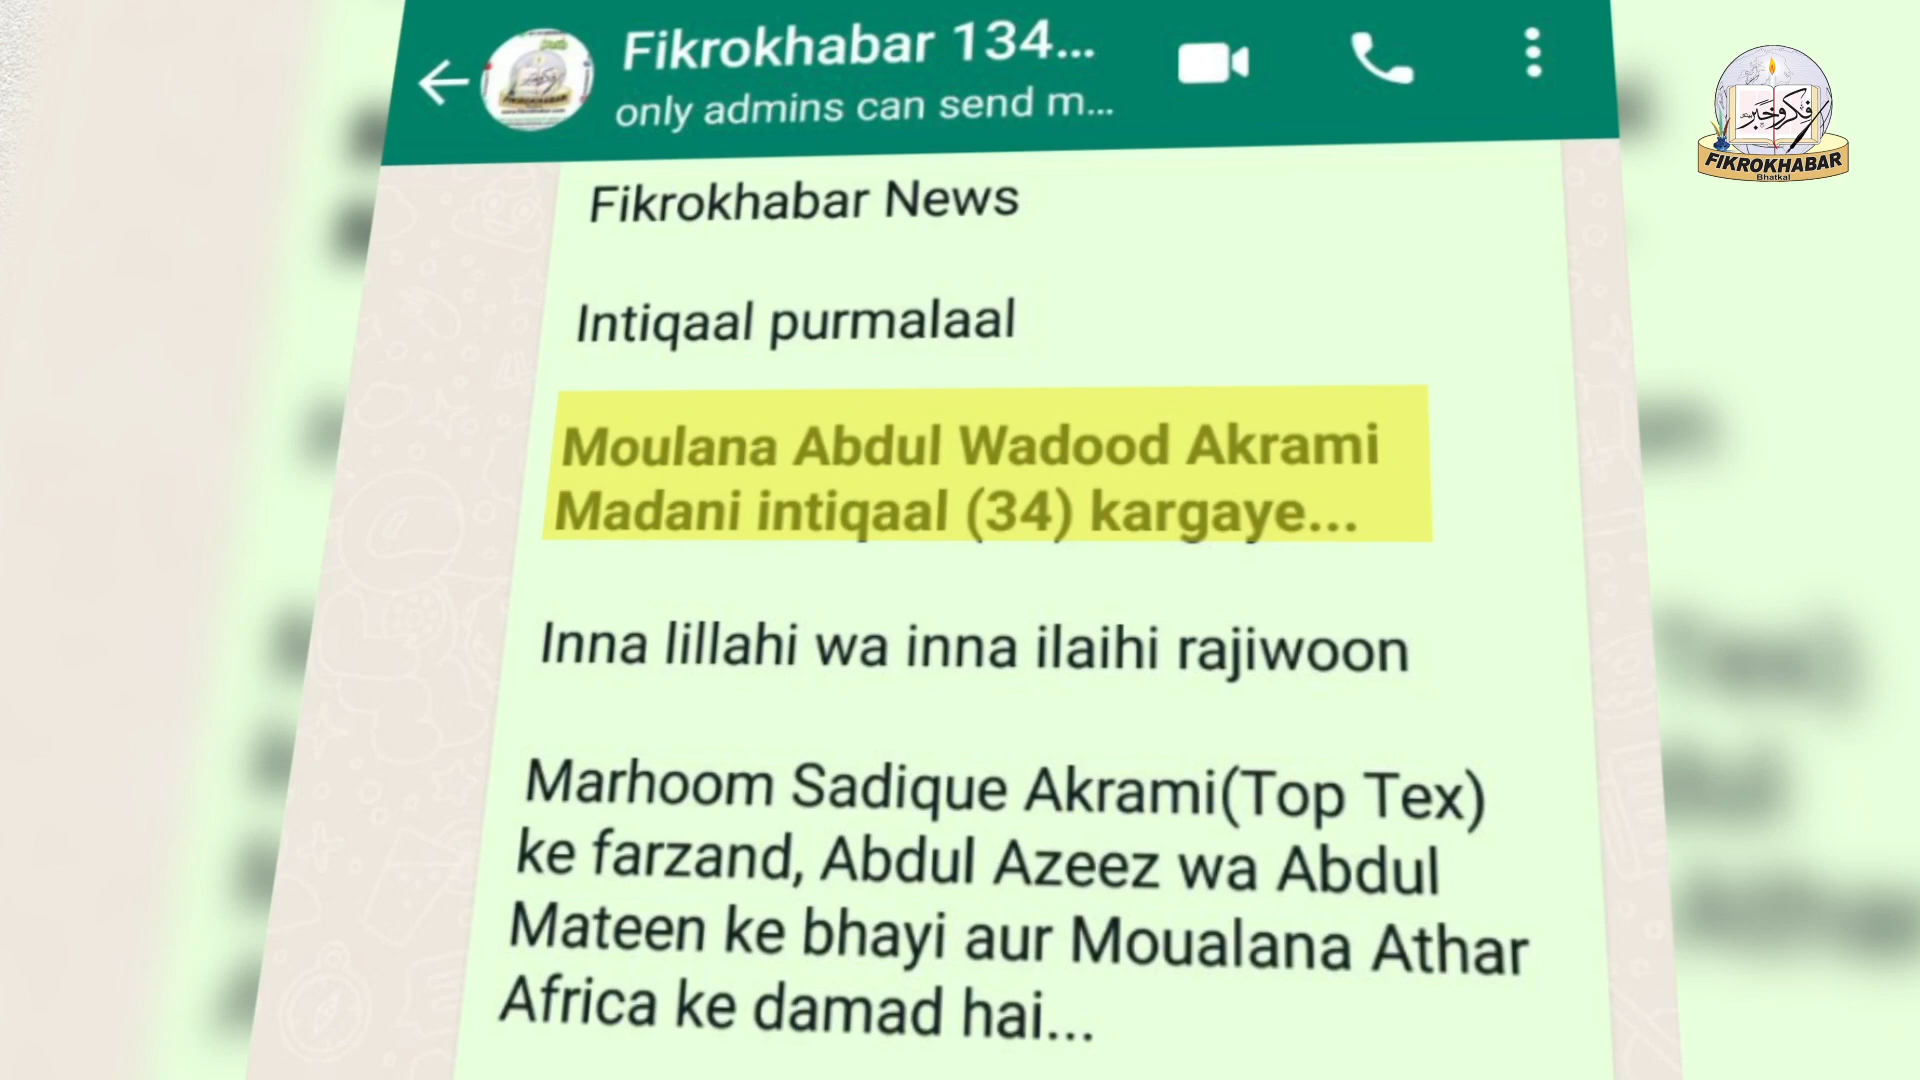 Fikrokhabar 134...
only admins can send m...
فکروخبر
FIKROKHABAR
Bhatkal
Fikrokhabar News
Intiqaal purmalaal
Moulana Abdul Wadood Akrami
Madani intiqaal (34) kargaye...
Inna lillahi wa inna ilaihi rajiwoon
Marhoom Sadique Akrami(Top Tex)
ke farzand, Abdul Azeez wa Abdul
Mateen ke bhayi aur Moualana Athar
Africa ke damad hai...